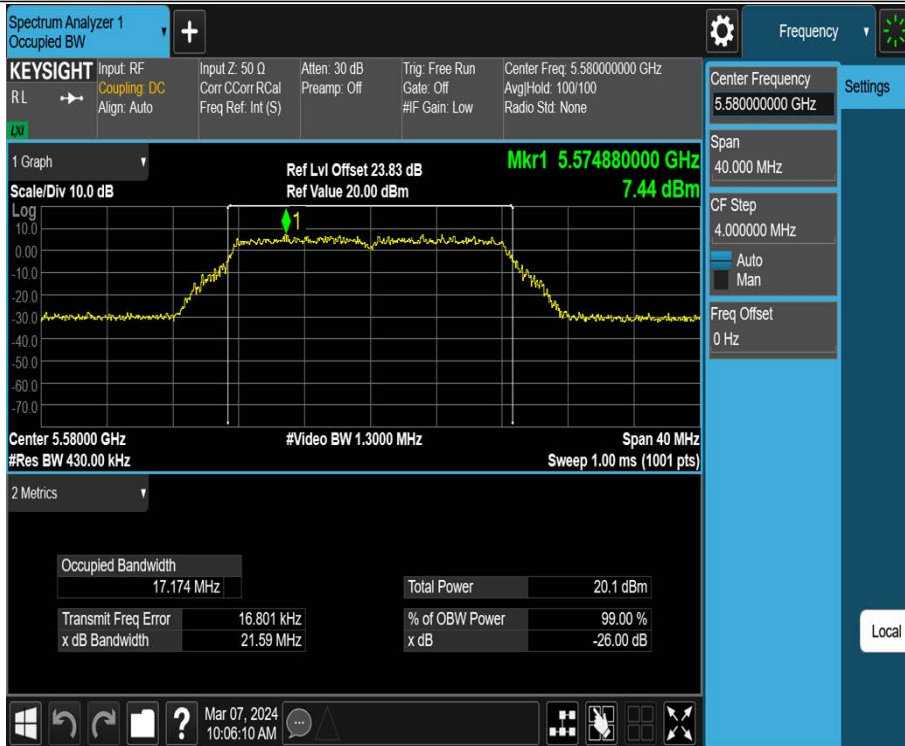 Spectrum Analyzer 1
Occupied BW
+
Frequency
KEYSIGHT
R L
LXI
Input: RF
Coupling: DC
Align: Auto
Input Z: 50 Ω
Corr CCorr RCal
Freq Ref: Int (S)
Atten: 30 dB
Preamp: Off
Trig: Free Run
Gate: Off
#IF Gain: Low
Center Freq: 5.580000000 GHz
Avg|Hold: 100/100
Radio Std: None
Center Frequency
5.580000000 GHz
Settings
Span
40.000 MHz
CF Step
4.000000 MHz
Auto
Man
Freq Offset
0 Hz
Local
1 Graph
Scale/Div 10.0 dB
Ref Lvl Offset 23.83 dB
Ref Value 20.00 dBm
Mkr1 5.574880000 GHz
7.44 dBm
Log
1
10.0
0.00
-10.0
-20.0
-30.0
-40.0
-50.0
-60.0
-70.0
Center 5.58000 GHz
#Res BW 430.00 kHz
#Video BW 1.3000 MHz
Span 40 MHz
Sweep 1.00 ms (1001 pts)
2 Metrics
Occupied Bandwidth
17.174 MHz
Total Power 20.1 dBm
Transmit Freq Error 16.801 kHz
% of OBW Power 99.00 %
x dB Bandwidth 21.59 MHz
x dB -26.00 dB
?
Mar 07, 2024
10:06:10 AM